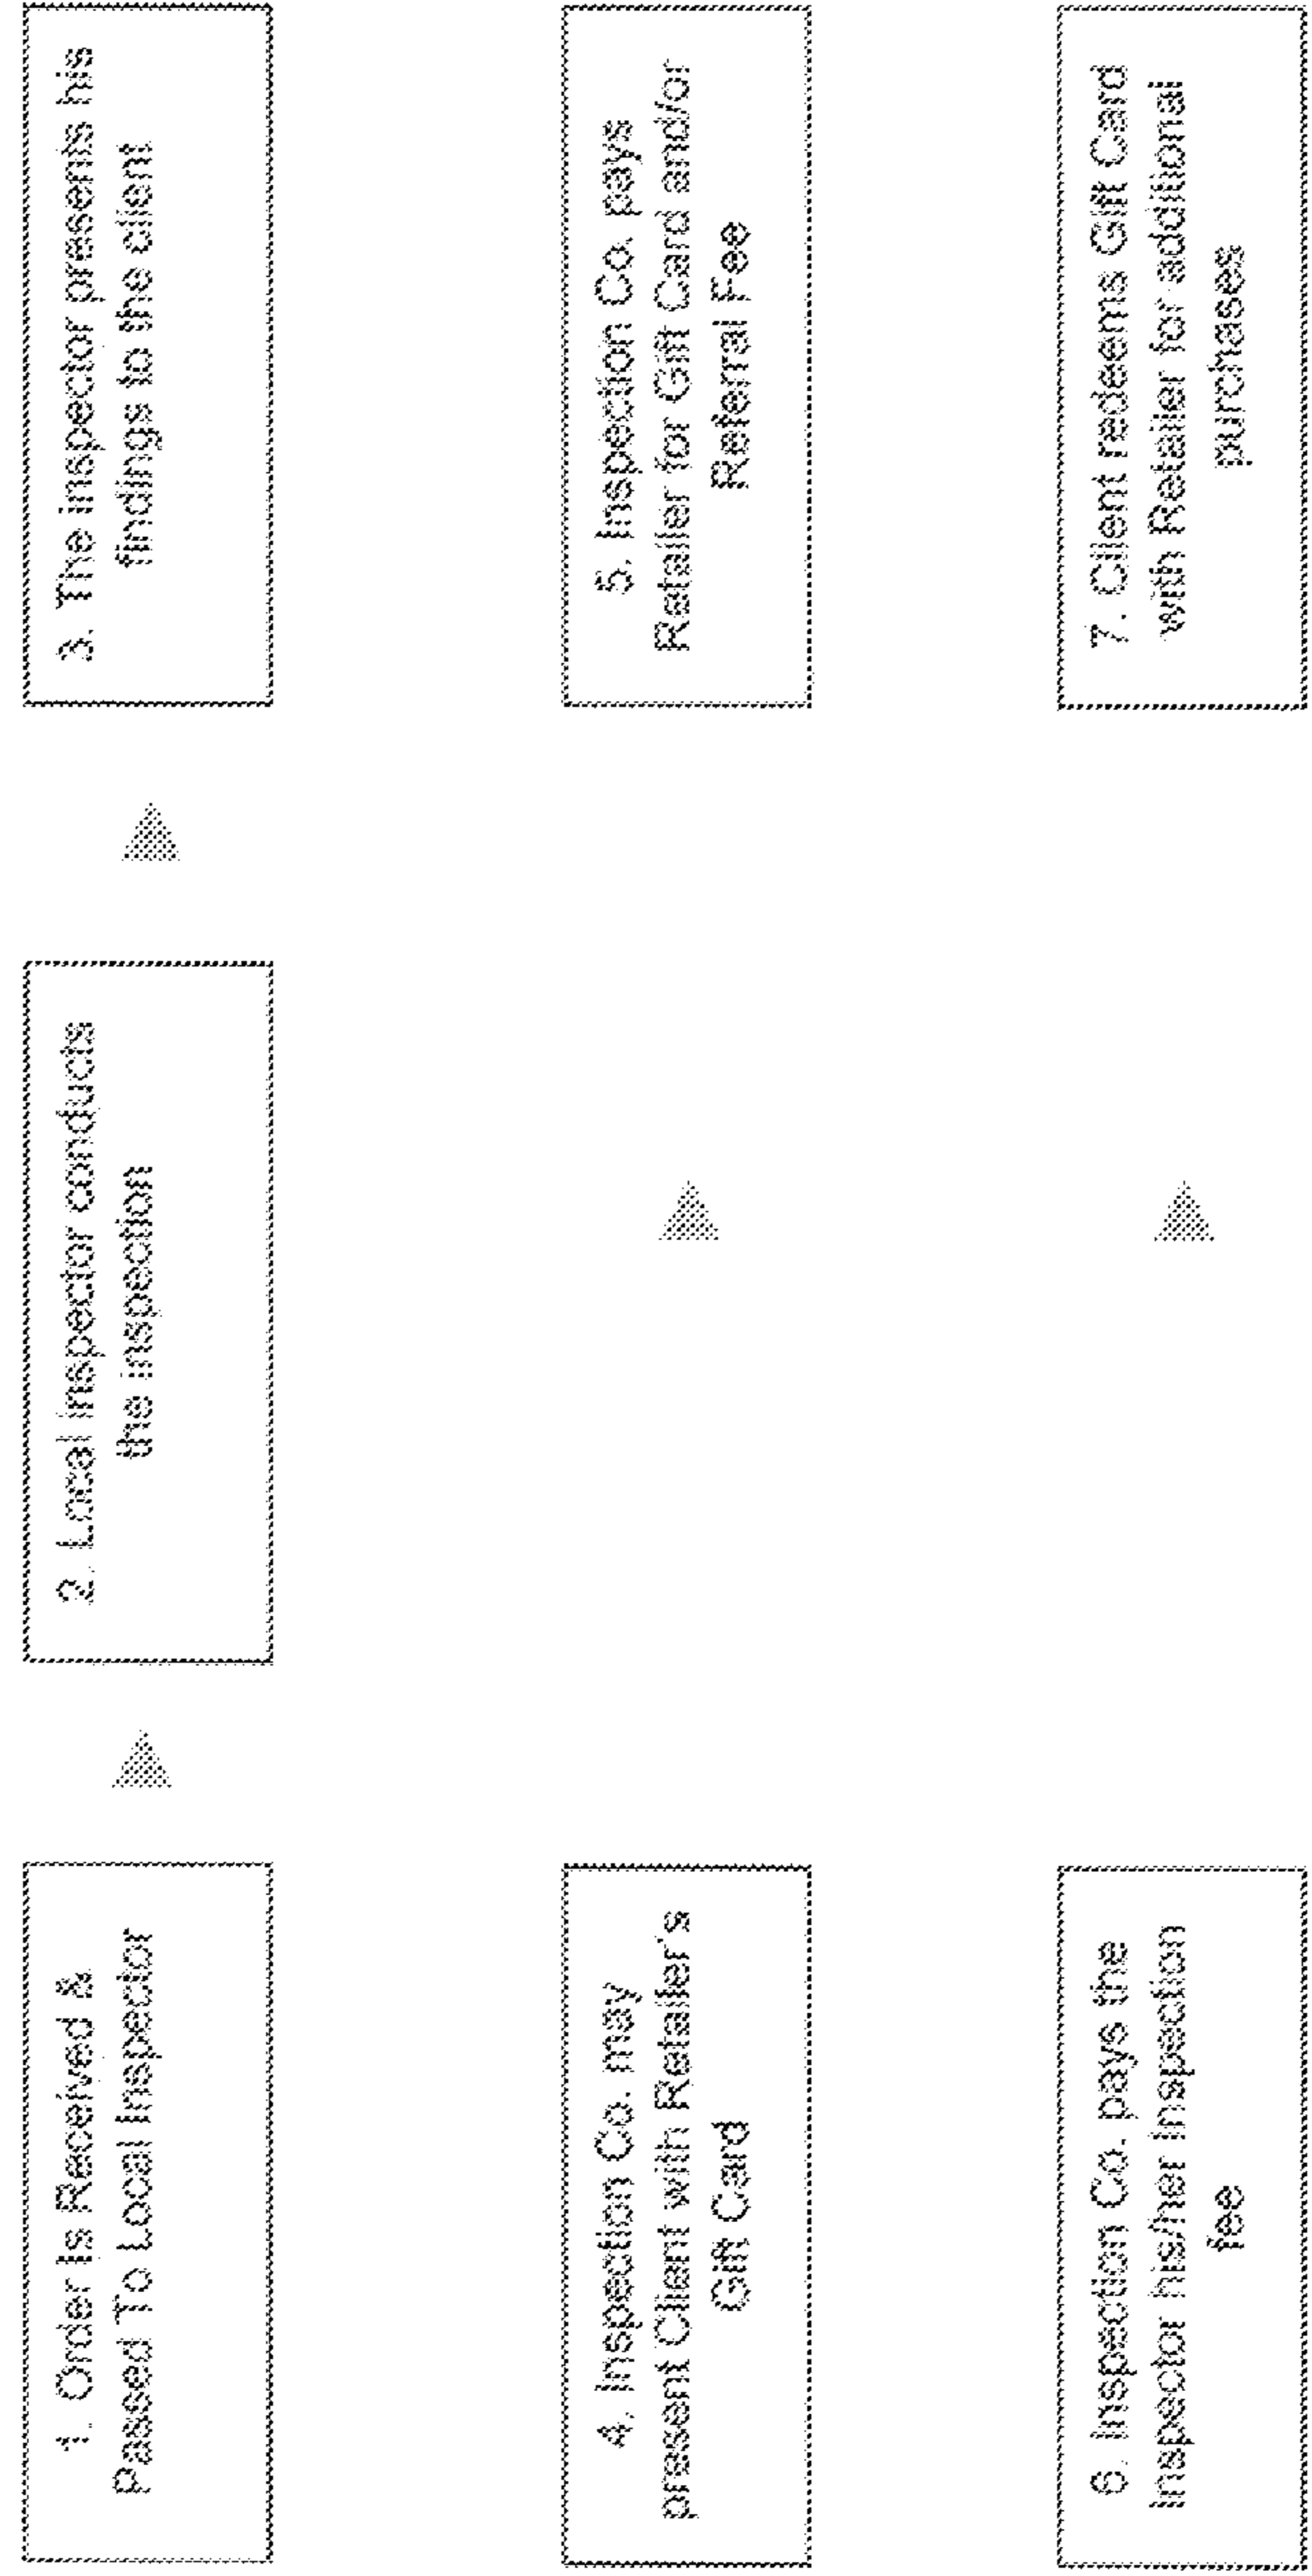 1. Order is Received &
Passed To Local Inspector
2. Local inspector conducts
the inspection
3. The inspector presents his
findings to the client
4. Inspection Co. may
present Client with Retailer's
Gift Card
5. Inspection Co. pays
Retailer for Gift Card and/or
Referral Fee
6. Inspection Co. pays the
Inspector his/her Inspection
fee
7. Client redeems Gift Card
with Retailer for additional
purchases